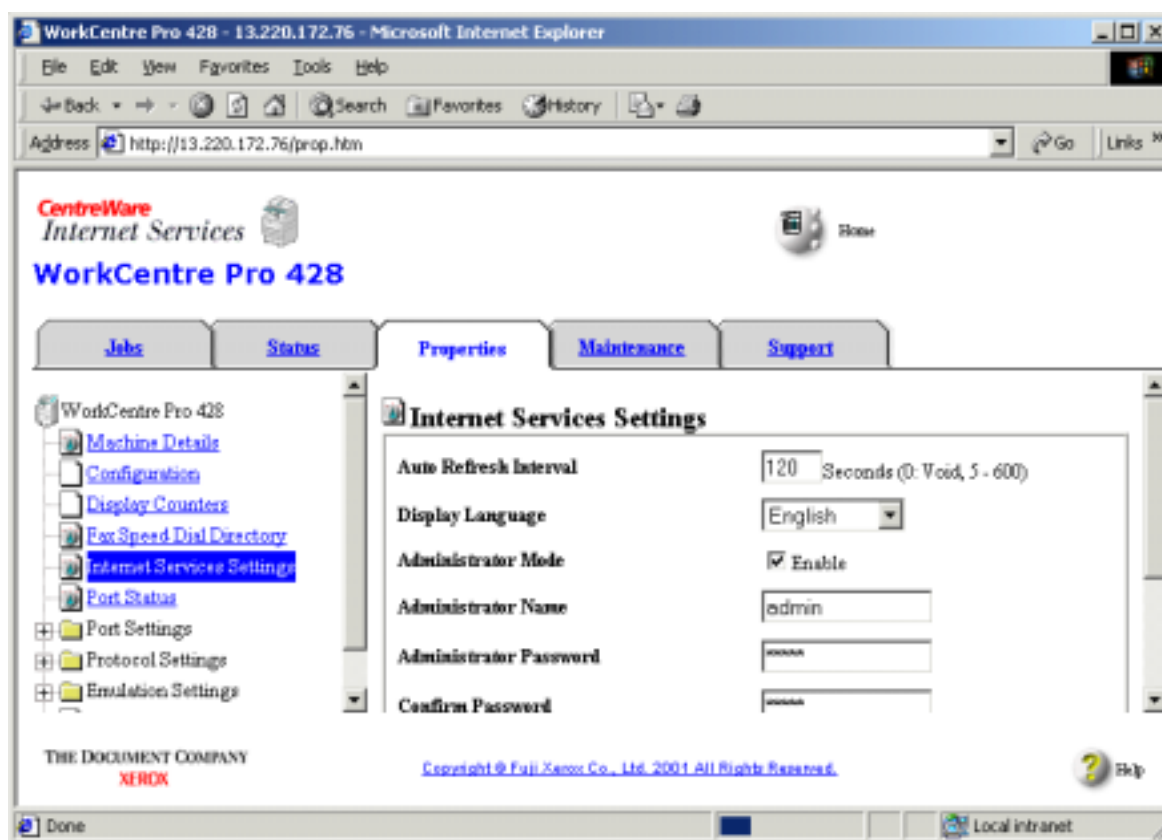 WorkCentre Pro 428 - 13.220.172.76 - Microsoft Internet Explorer
File Edit View Favorites Tools Help
Back Search Favorites History
Address http://13.220.172.76/prop.htm Go Links »
CentreWare
Internet Services
Home
WorkCentre Pro 428
Jobs Status Properties Maintenance Support
WorkCentre Pro 428
Machine Details
Configuration
Display Counters
Fax Speed Dial Directory
Internet Services Settings
Port Status
Port Settings
Protocol Settings
Emulation Settings
Internet Services Settings
Auto Refresh Interval 120 Seconds (0: Void, 5 - 600)
Display Language English
Administrator Mode Enable
Administrator Name admin
Administrator Password *****
Confirm Password *****
THE DOCUMENT COMPANY
XEROX
Copyright © Fuji Xerox Co., Ltd. 2001 All Rights Reserved.
Help
Done Local intranet